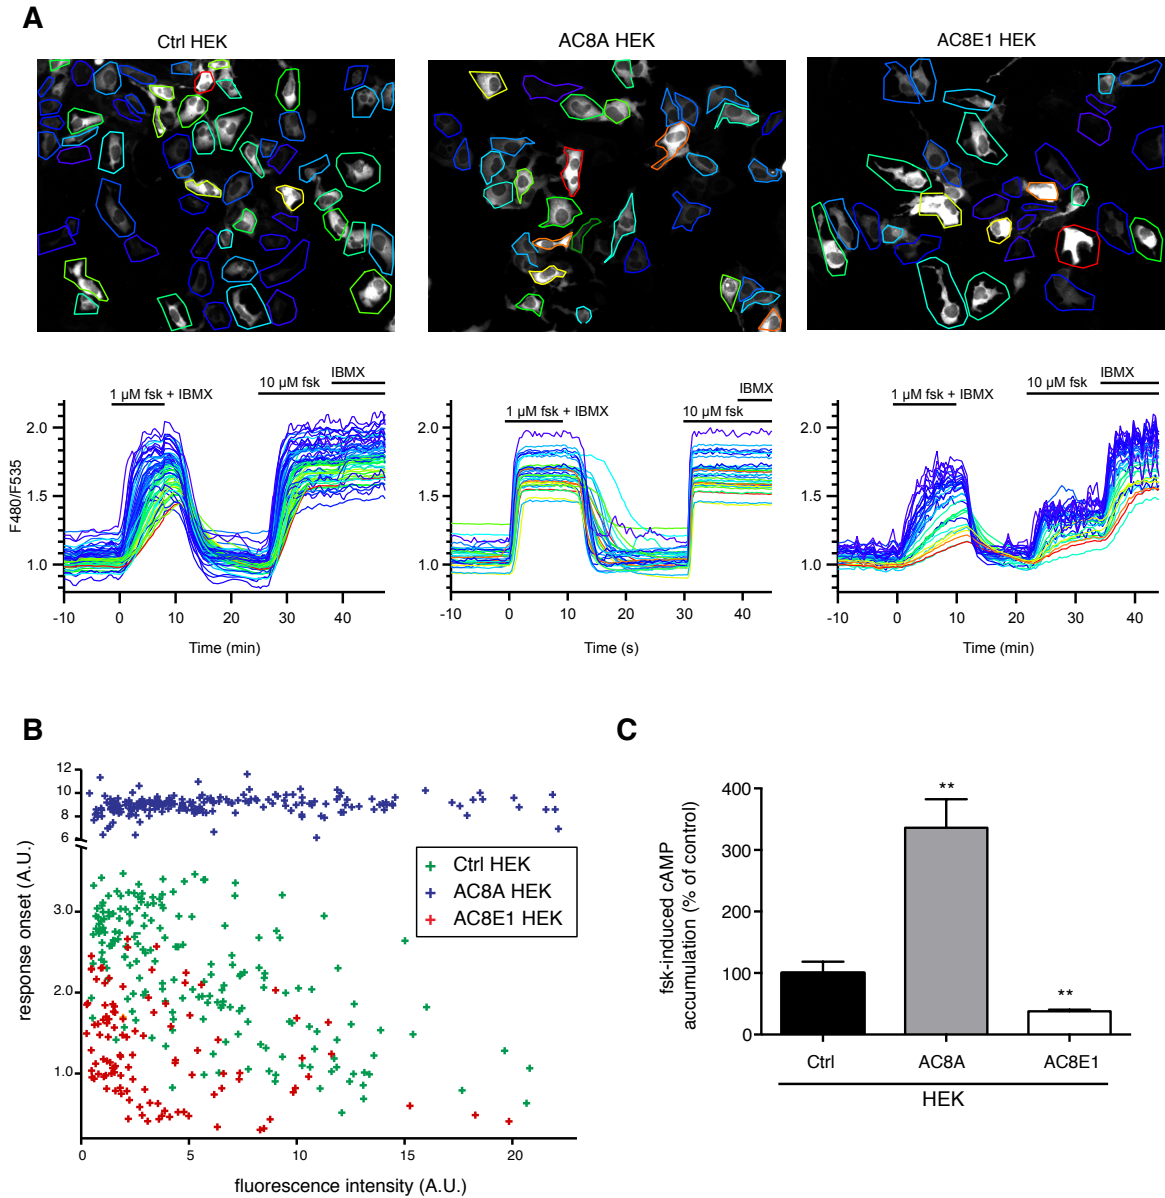 A
Ctrl HEK
AC8A HEK
AC8E1 HEK
IBMX
10 µM fsk
1 µM fsk + IBMX
2.0
1.5
1.0
F480/F535
-10 0 10 20 30 40
Time (min)
IBMX
1 µM fsk + IBMX
10 µM fsk
2.0
1.5
1.0
-10 0 10 20 30 40
Time (s)
IBMX
10 µM fsk
1 µM fsk + IBMX
2.0
1.5
1.0
-10 0 10 20 30 40
Time (min)
B
12
10
8
6
3.0
2.0
1.0
response onset (A.U.)
Ctrl HEK
AC8A HEK
AC8E1 HEK
0 5 10 15 20
fluorescence intensity (A.U.)
C
400
300
200
100
0
fsk-induced cAMP
accumulation (% of control)
**
**
Ctrl AC8A AC8E1
HEK